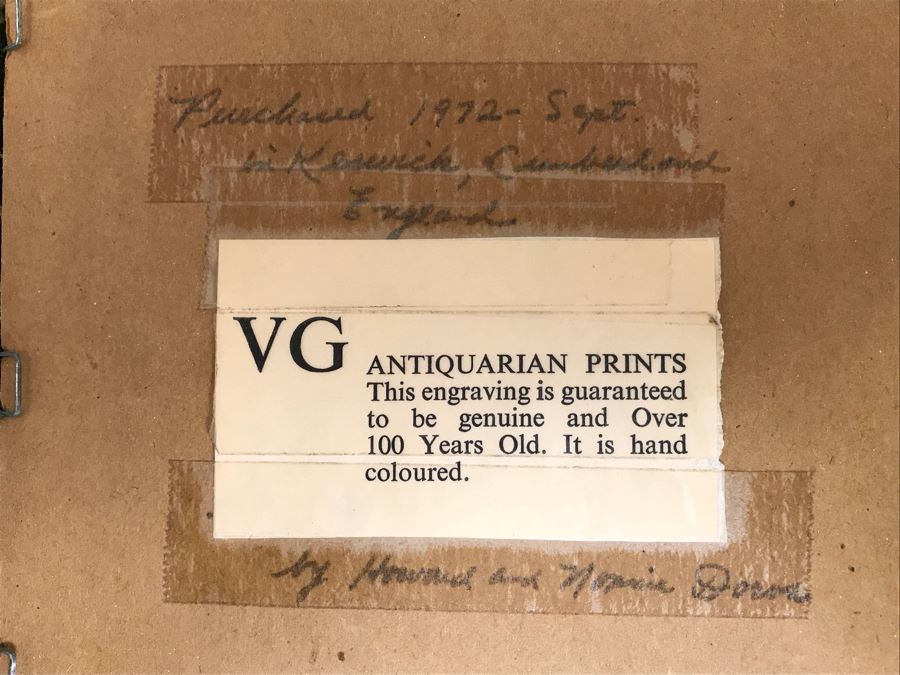 Purchased 1972- Sept.
in Keswick, Cumberland
England
VG
ANTIQUARIAN PRINTS
This engraving is guaranteed
to be genuine and Over
100 Years Old. It is hand
coloured.
by Howard and